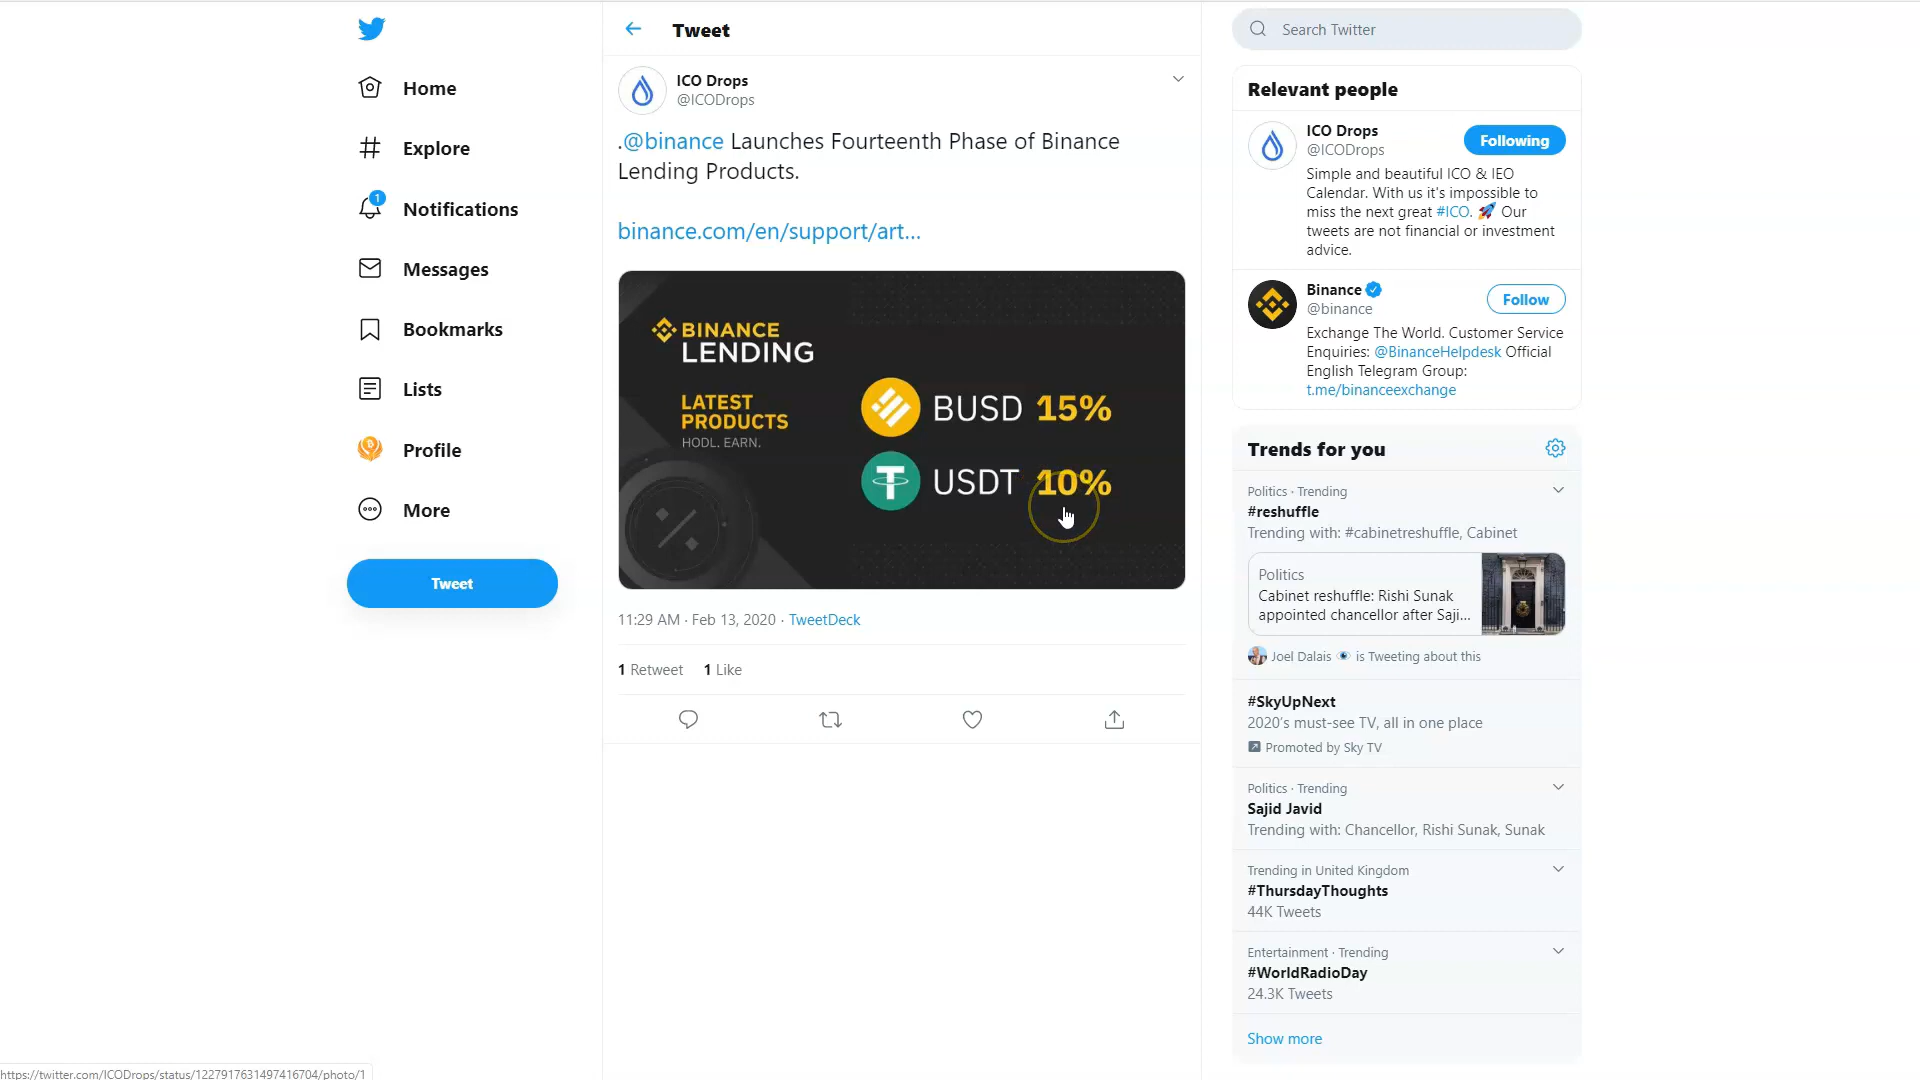 Home
Explore
1
Notifications
Messages
Bookmarks
Lists
Profile
More
Tweet
Tweet
ICO Drops
@ICODrops
.@binance Launches Fourteenth Phase of Binance
Lending Products.
binance.com/en/support/art...
BINANCE
LENDING
LATEST
PRODUCTS
HODL. EARN.
BUSD 15%
USDT 10%
11:29 AM · Feb 13, 2020 · TweetDeck
1 Retweet 1 Like
Search Twitter
Relevant people
ICO Drops
@ICODrops
Following
Simple and beautiful ICO & IEO
Calendar. With us it's impossible to
miss the next great #ICO. 🚀 Our
tweets are not financial or investment
advice.
Binance
@binance
Follow
Exchange The World. Customer Service
Enquiries: @BinanceHelpdesk Official
English Telegram Group:
t.me/binanceexchange
Trends for you
Politics · Trending
#reshuffle
Trending with: #cabinetreshuffle, Cabinet
Politics
Cabinet reshuffle: Rishi Sunak
appointed chancellor after Saji...
Joel Dalais 👁 is Tweeting about this
#SkyUpNext
2020's must-see TV, all in one place
Promoted by Sky TV
Politics · Trending
Sajid Javid
Trending with: Chancellor, Rishi Sunak, Sunak
Trending in United Kingdom
#ThursdayThoughts
44K Tweets
Entertainment · Trending
#WorldRadioDay
24.3K Tweets
Show more
https://twitter.com/ICODrops/status/1227917631497416704/photo/1